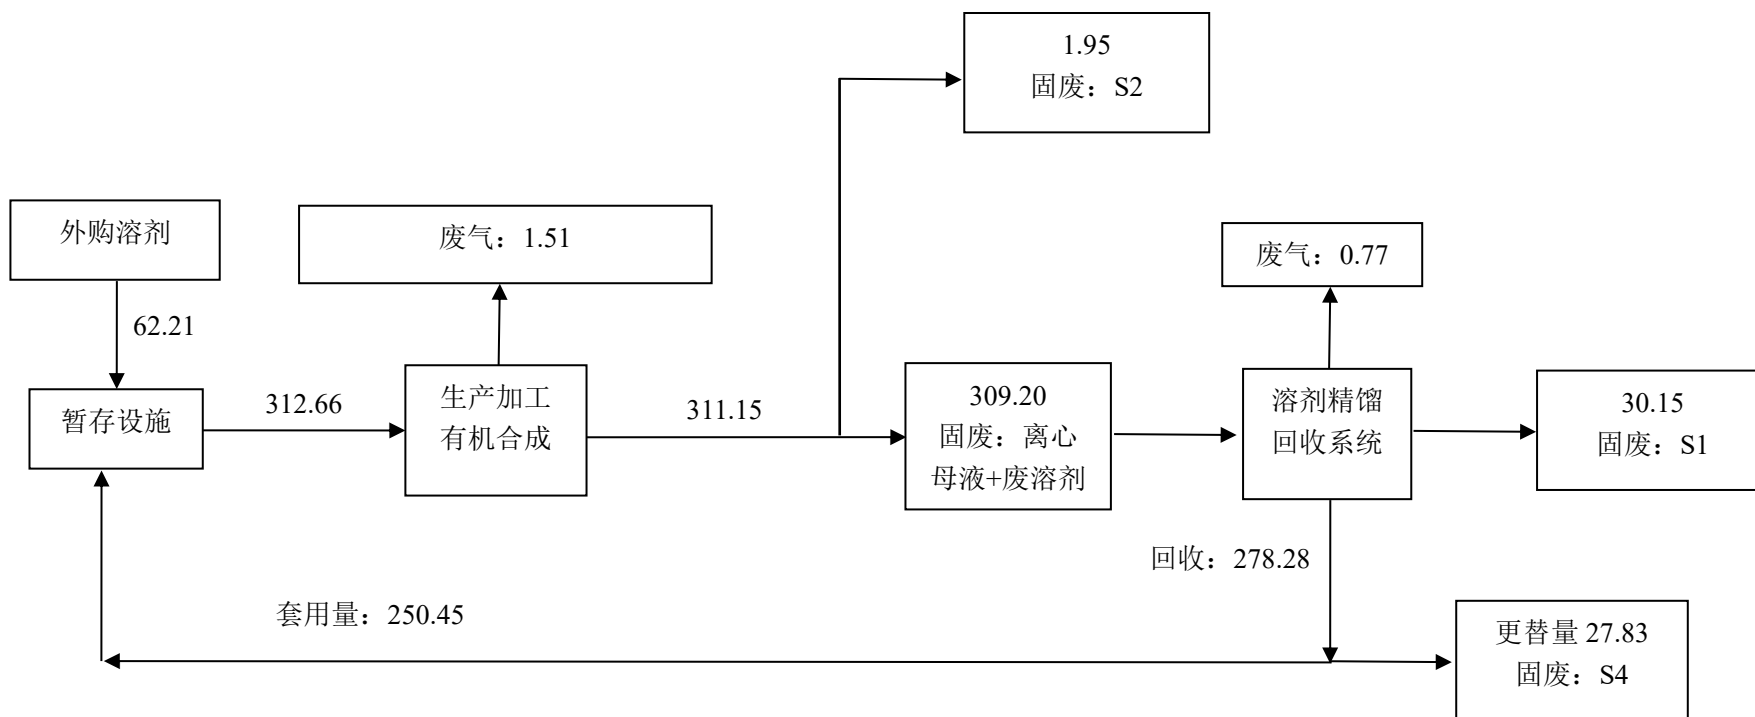 1.95
固废：S2
外购溶剂
废气：1.51
废气：0.77
62.21
暂存设施
312.66
生产加工
有机合成
311.15
309.20
固废：离心
母液+废溶剂
溶剂精馏
回收系统
30.15
固废：S1
回收：278.28
套用量：250.45
更替量 27.83
固废：S4